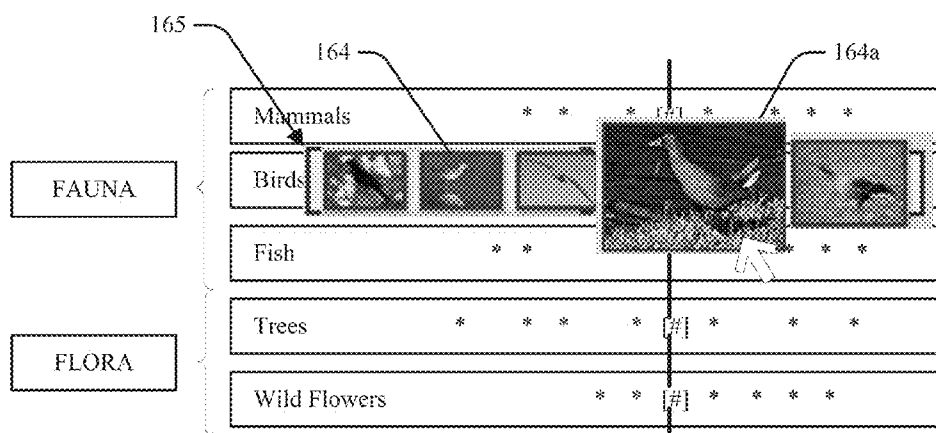 165
164
164a
Mammals * * * [#] * * * *
FAUNA
Birds
Fish * * * * *
Trees * * * * [#] * * *
FLORA
Wild Flowers * * [#] * * * *